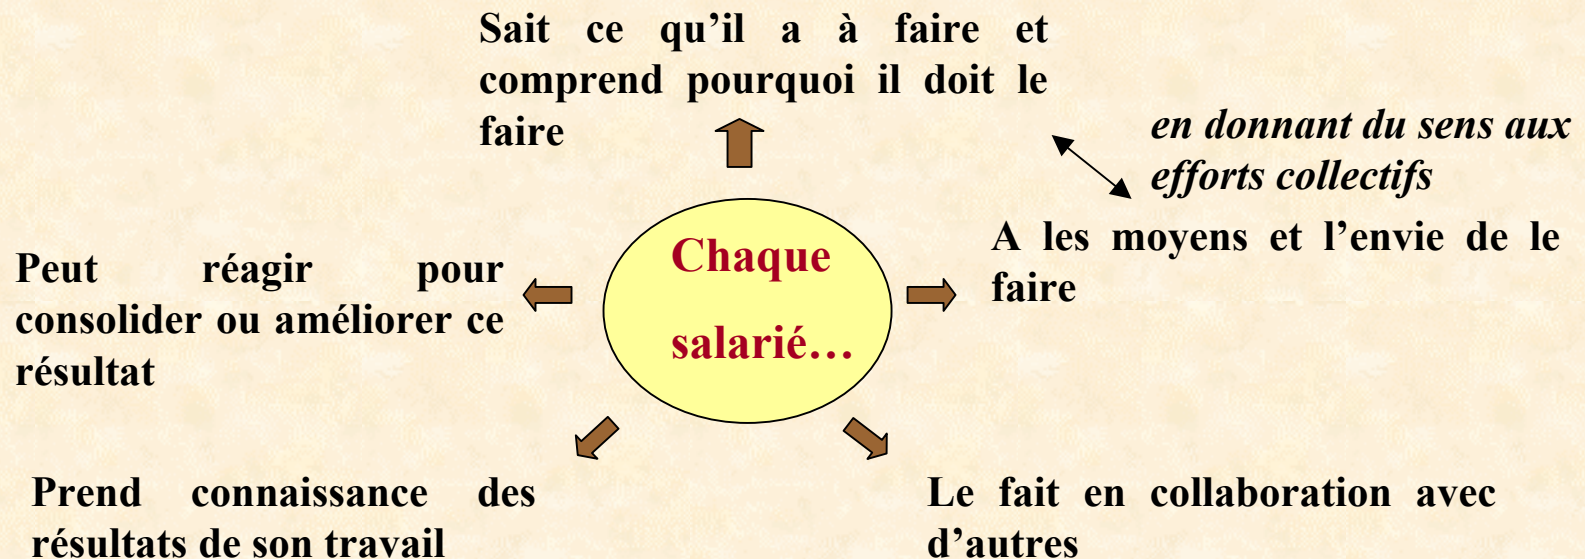 Sait ce qu’il a à faire et
comprend pourquoi il doit le
faire
en donnant du sens aux
efforts collectifs
A les moyens et l’envie de le
faire
Chaque
salarié…
Peut réagir pour
consolider ou améliorer ce
résultat
Prend connaissance des
résultats de son travail
Le fait en collaboration avec
d’autres